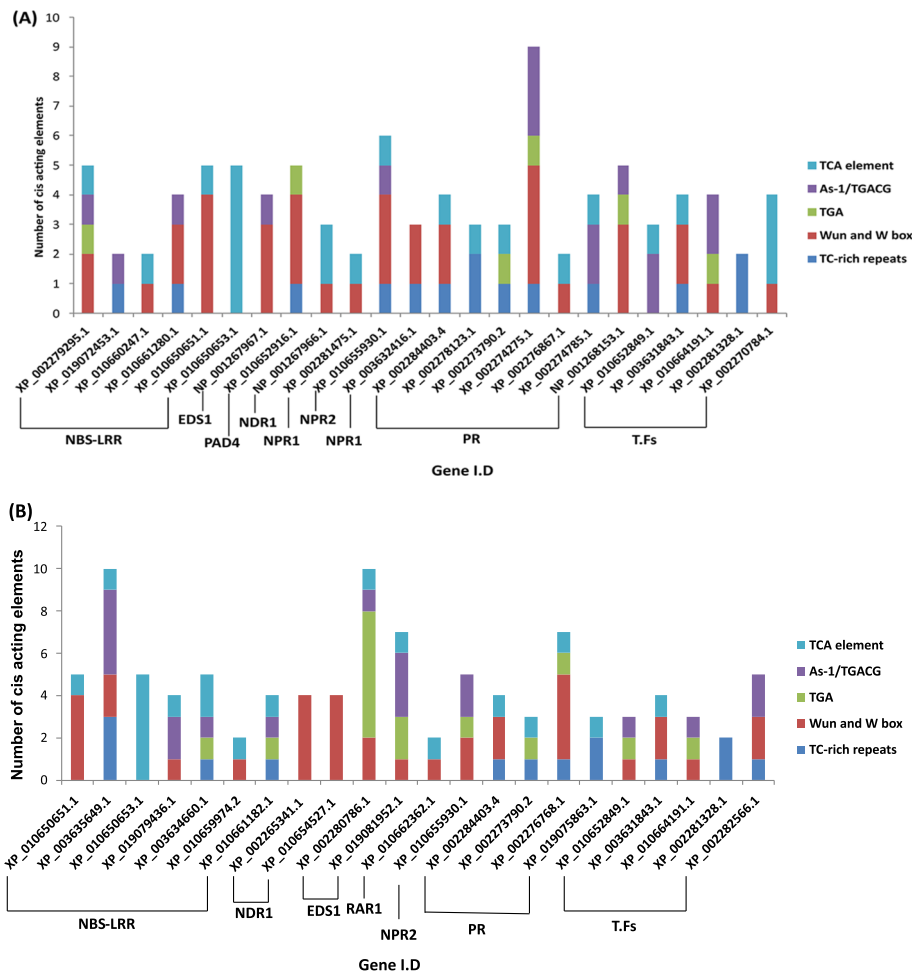 (A)
Number of cis acting elements
10
9
8
7
6
5
4
3
2
1
0
TCA element
As-1/TGACG
TGA
Wun and W box
TC-rich repeats
XP_002279295.1
XP_019072453.1
XP_010660247.1
XP_010661280.1
XP_010650651.1
XP_010650653.1
NP_001267967.1
XP_010652916.1
NP_001267966.1
XP_002281475.1
XP_010655930.1
XP_003632416.1
XP_002284403.4
XP_002278123.1
XP_002273790.2
XP_002274275.1
XP_002276867.1
XP_002274785.1
NP_001268153.1
XP_010652849.1
XP_003631843.1
XP_010664191.1
XP_002281328.1
XP_002270784.1
NBS-LRR
EDS1
PAD4
NDR1
NPR1
NPR2
NPR1
PR
T.Fs
Gene I.D
(B)
Number of cis acting elements
12
10
8
6
4
2
0
TCA element
As-1/TGACG
TGA
Wun and W box
TC-rich repeats
XP_010650651.1
XP_003635649.1
XP_010650653.1
XP_019079436.1
XP_003634660.1
XP_010659974.2
XP_010661182.1
XP_002265341.1
XP_010654527.1
XP_002280786.1
XP_019081952.1
XP_010662362.1
XP_010655930.1
XP_002284403.4
XP_002273790.2
XP_002276768.1
XP_019075863.1
XP_010652849.1
XP_003631843.1
XP_010664191.1
XP_002281328.1
XP_002282566.1
NBS-LRR
NDR1
EDS1
RAR1
NPR2
PR
T.Fs
Gene I.D